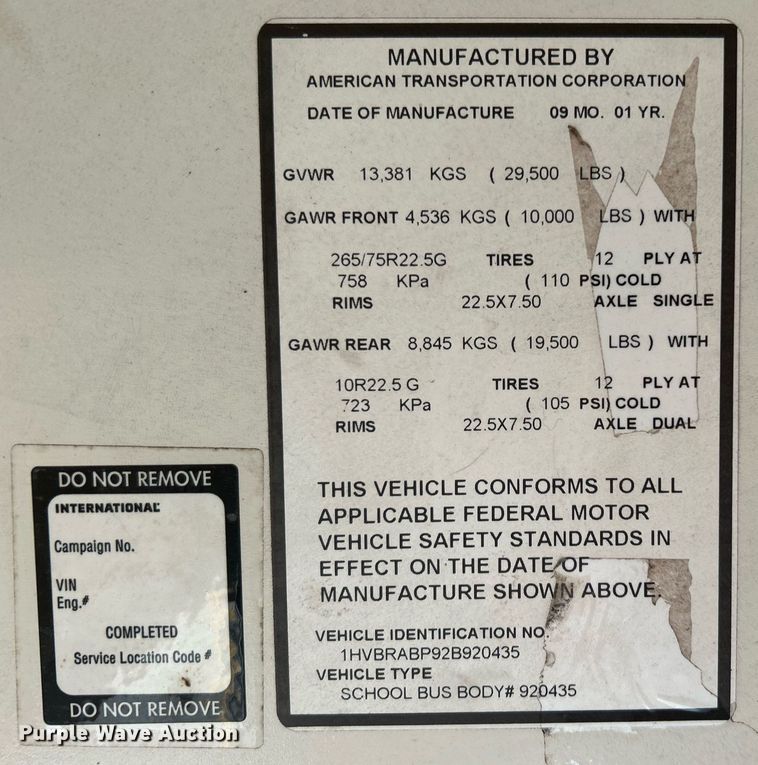 MANUFACTURED BY
AMERICAN TRANSPORTATION CORPORATION
DATE OF MANUFACTURE 09 MO. 01 YR.
GVWR 13,381 KGS ( 29,500 LBS )
GAWR FRONT 4,536 KGS ( 10,000 LBS ) WITH
265/75R22.5G TIRES 12 PLY AT
758 KPa ( 110 PSI) COLD
RIMS 22.5X7.50 AXLE SINGLE
GAWR REAR 8,845 KGS ( 19,500 LBS ) WITH
10R22.5 G TIRES 12 PLY AT
723 KPa ( 105 PSI) COLD
RIMS 22.5X7.50 AXLE DUAL
THIS VEHICLE CONFORMS TO ALL
APPLICABLE FEDERAL MOTOR
VEHICLE SAFETY STANDARDS IN
EFFECT ON THE DATE OF
MANUFACTURE SHOWN ABOVE.
VEHICLE IDENTIFICATION NO.
1HVBRABP92B920435
VEHICLE TYPE
SCHOOL BUS BODY# 920435
DO NOT REMOVE
INTERNATIONAL
Campaign No.
VIN
Eng.#
COMPLETED
Service Location Code #
DO NOT REMOVE
Purple Wave Auction